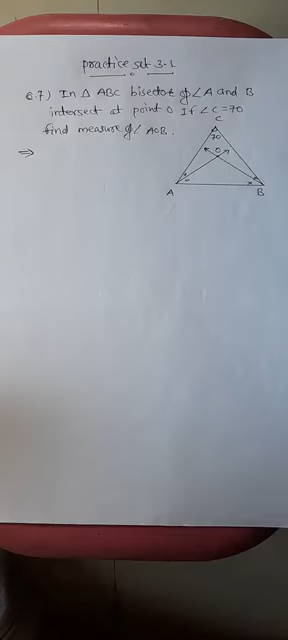 practice set 3.1
Q.7) In Δ ABC bisector of ∠A and B
intersect at point O If ∠C=70
find measure of ∠AOB.
⇒
C
70
O
A
B